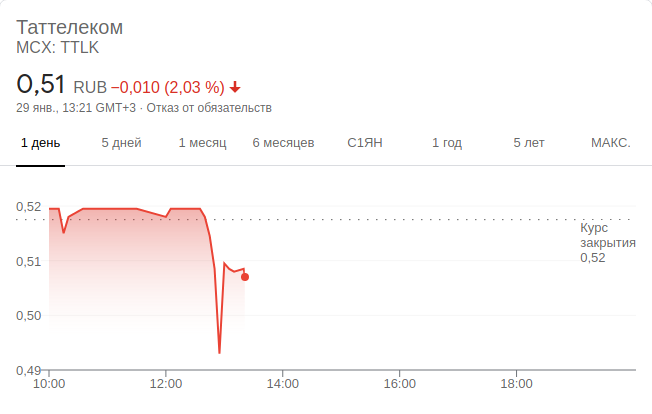 Таттелеком
MCX: TTLK
0,51 RUB −0,010 (2,03 %)
29 янв., 13:21 GMT+3 · Отказ от обязательств
1 день 5 дней 1 месяц 6 месяцев С1ЯН 1 год 5 лет МАКС.
0,52
Курс
закрытия
0,52
0,51
0,50
0,49
10:00 12:00 14:00 16:00 18:00